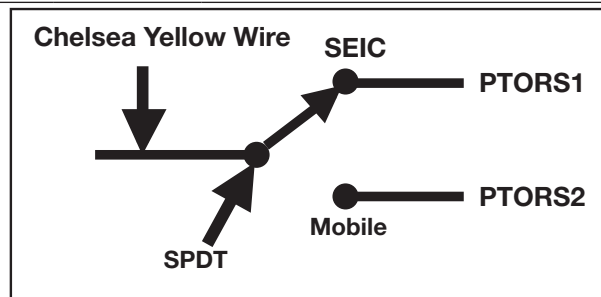 Chelsea Yellow Wire
SEIC
PTORS1
PTORS2
Mobile
SPDT